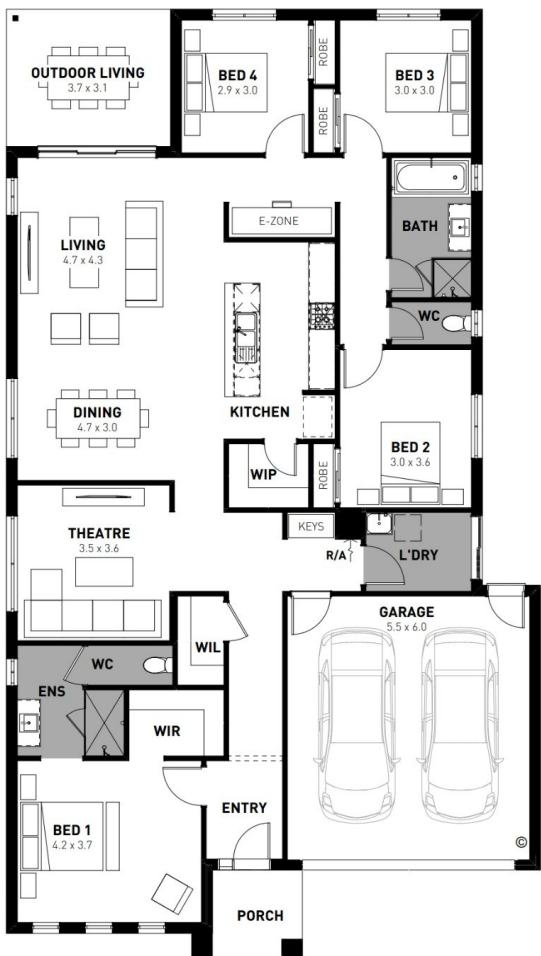 OUTDOOR LIVING
3.7 x 3.1
BED 4
2.9 x 3.0
ROBE
ROBE
BED 3
3.0 x 3.0
E-ZONE
BATH
LIVING
4.7 x 4.3
WC
DINING
4.7 x 3.0
KITCHEN
BED 2
3.0 x 3.6
WIP
ROBE
THEATRE
3.5 x 3.6
KEYS
R/A
L'DRY
GARAGE
5.5 x 6.0
WC
WIL
ENS
WIR
BED 1
4.2 x 3.7
ENTRY
©
PORCH